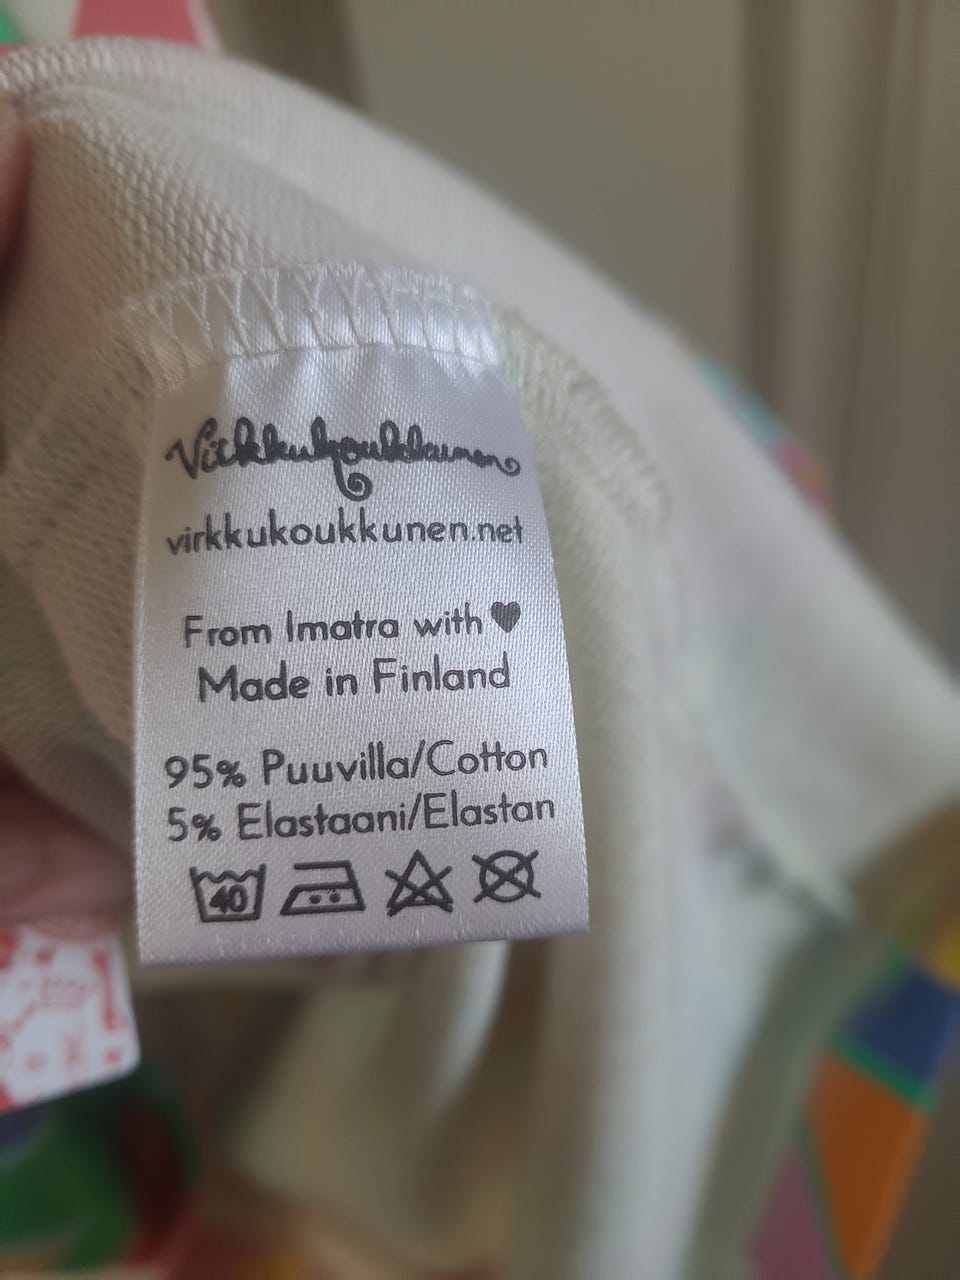 Virkkukoukkunen
virkkukoukkunen.net
From Imatra with ♥
Made in Finland
95% Puuvilla/Cotton
5% Elastaani/Elastan
40